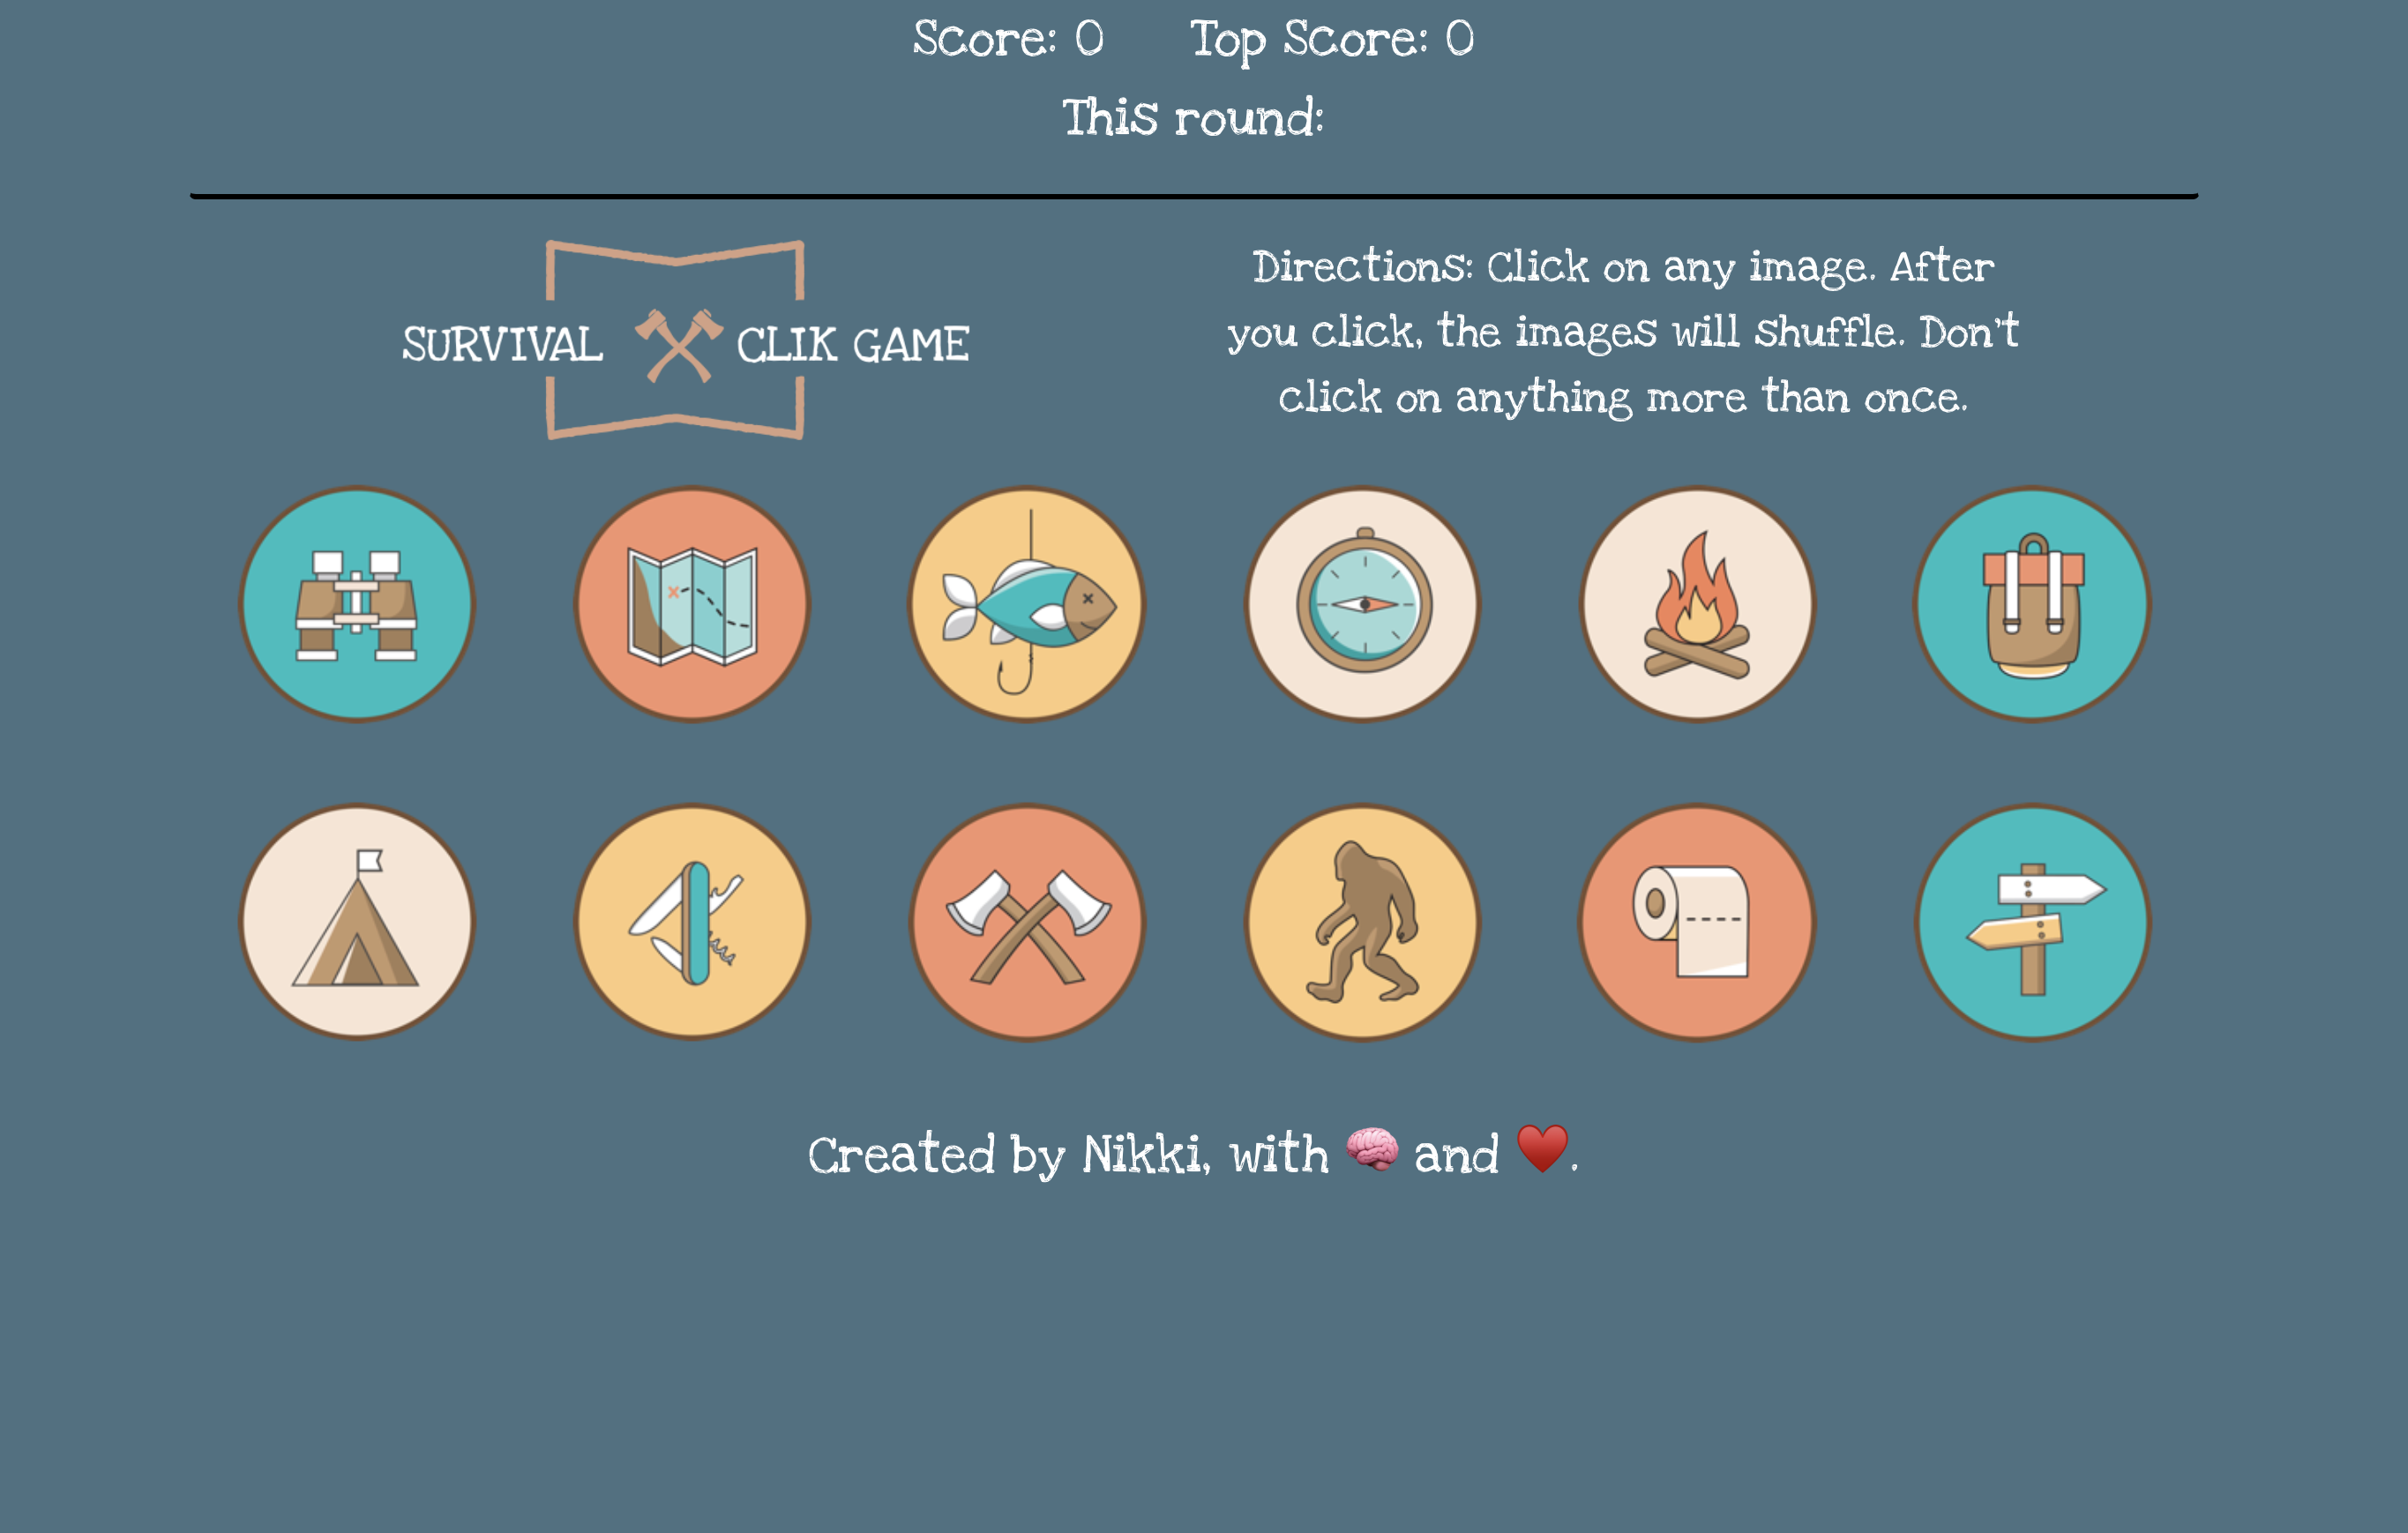 Score: 0 Top Score: 0
This round:
SURVIVAL CLIK GAME
Directions: Click on any image. After
you click, the images will shuffle. Don't
click on anything more than once.
Created by Nikki, with 🧠 and ❤️.